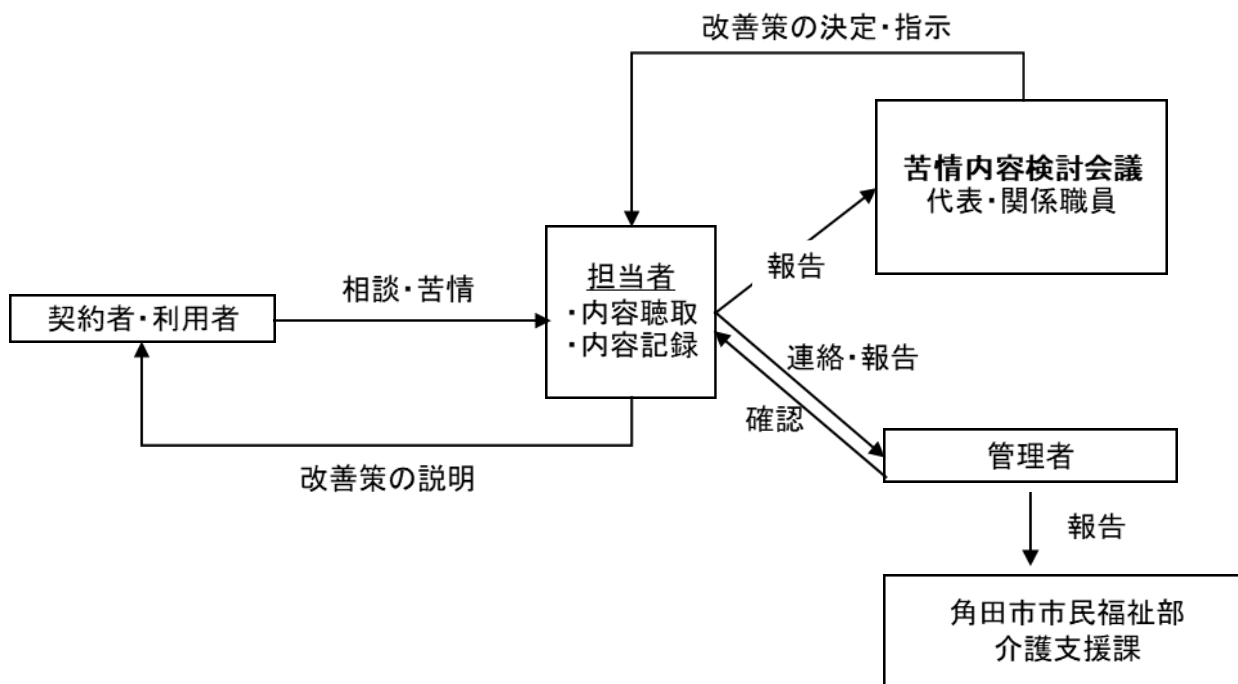 改善策の決定・指示
苦情内容検討会議
代表・関係職員
報告
担当者
・内容聴取
・内容記録
相談・苦情
契約者・利用者
連絡・報告
確認
管理者
改善策の説明
報告
角田市市民福祉部
介護支援課